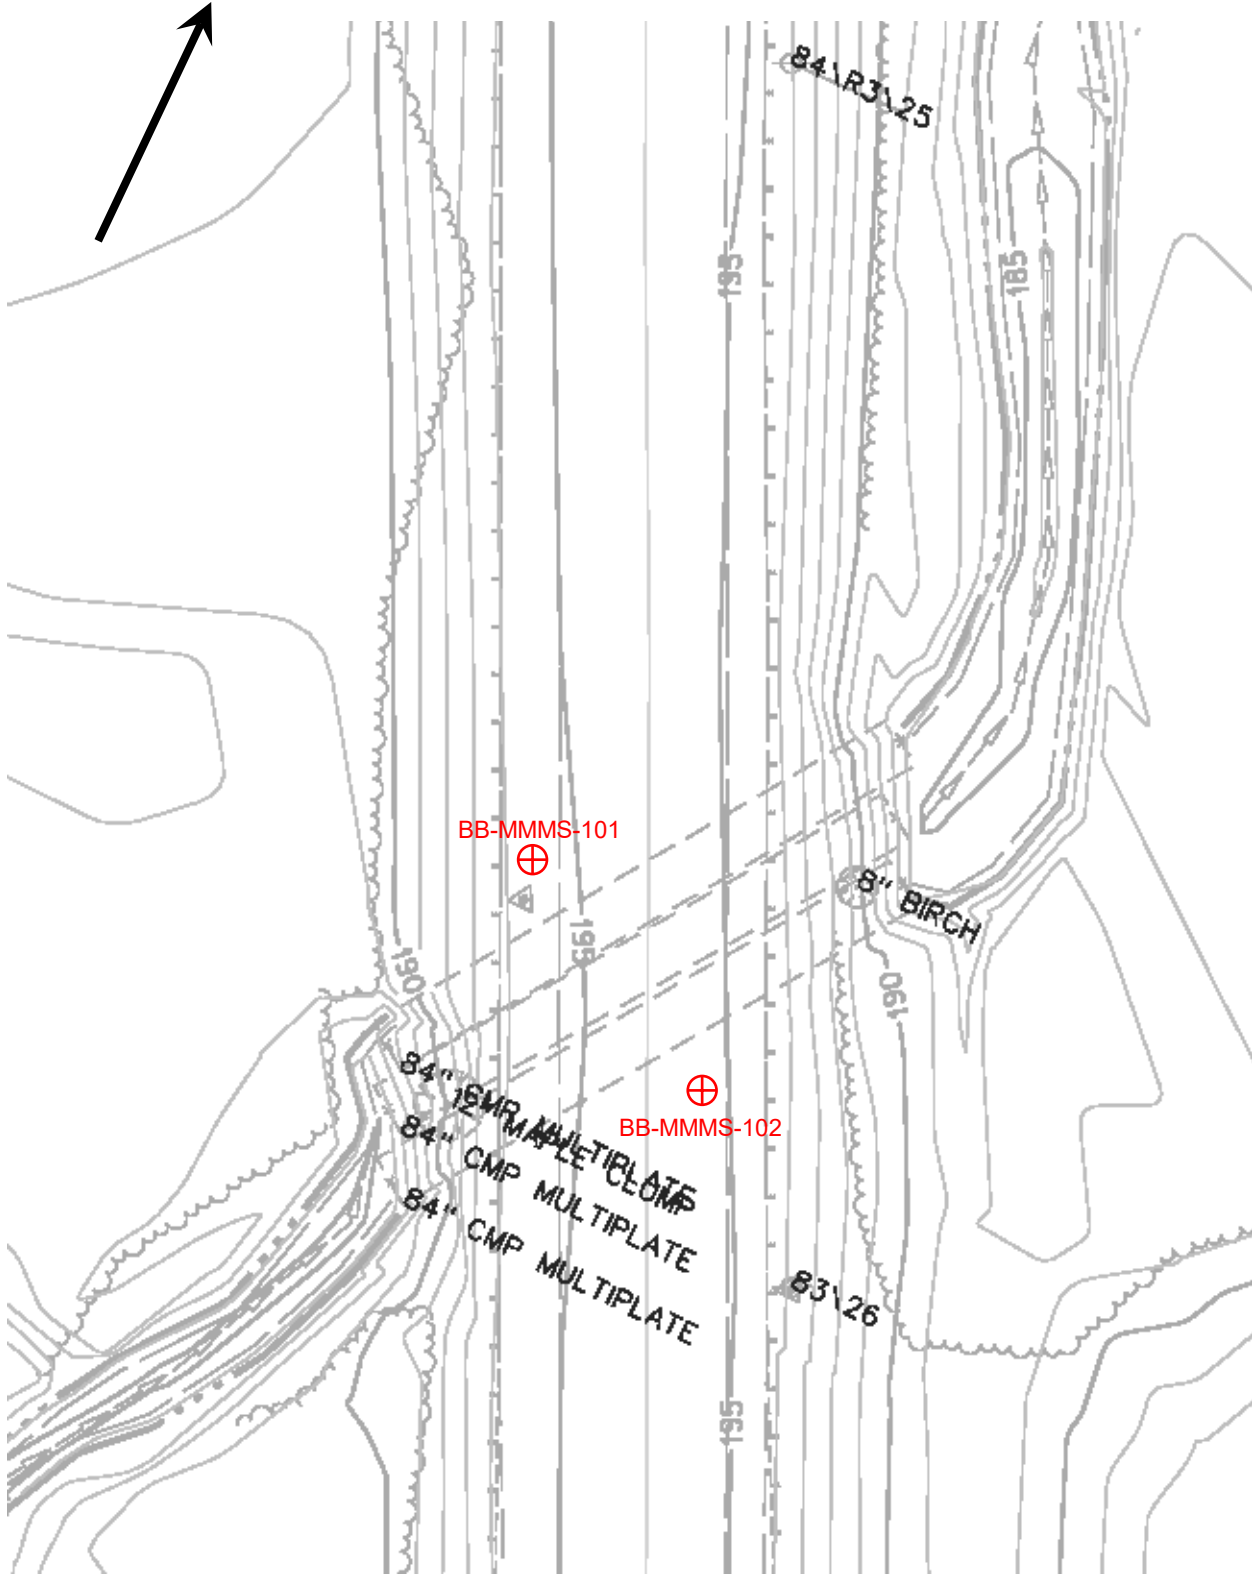 84\R3\25
195
185
BB-MMMS-101
8" BIRCH
195
190
190
84" CMP MULTIPLATE
12" MAPLE CLUMP
BB-MMMS-102
84" CMP MULTIPLATE
84" CMP MULTIPLATE
83\26
195